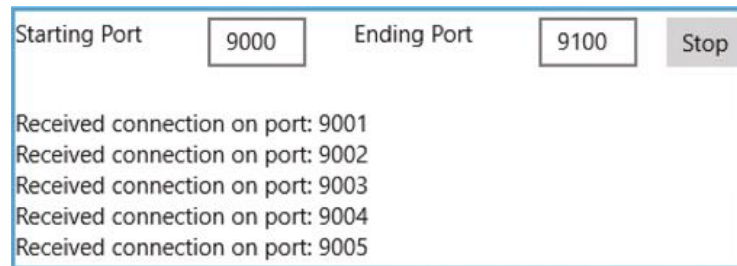 Starting Port 9000 Ending Port 9100 Stop
Received connection on port: 9001
Received connection on port: 9002
Received connection on port: 9003
Received connection on port: 9004
Received connection on port: 9005